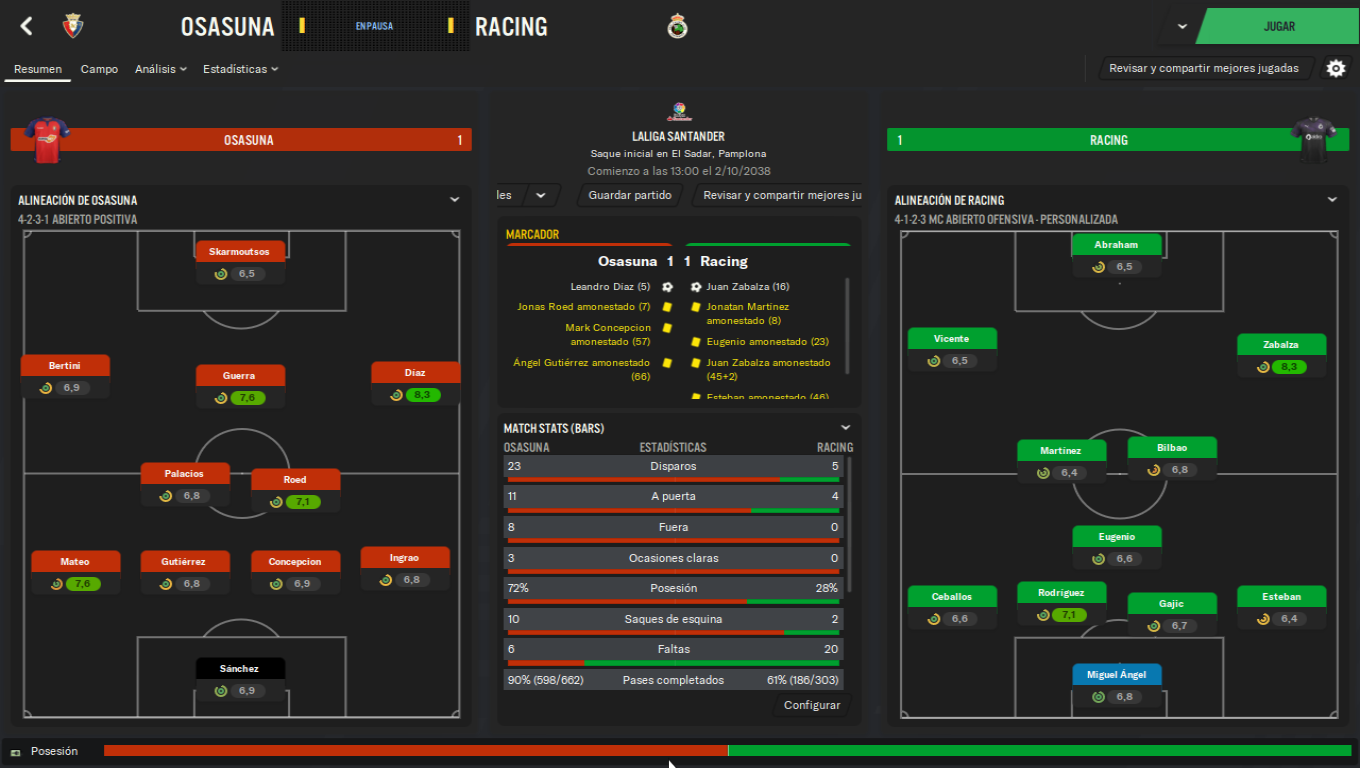 OSASUNA
EN PAUSA
RACING
JUGAR
Resumen
Campo
Análisis
Estadísticas
Revisar y compartir mejores jugadas
OSASUNA
1
LALIGA SANTANDER
Saque inicial en El Sadar, Pamplona
Comienzo a las 13:00 el 2/10/2038
1
RACING
les
Guardar partido
Revisar y compartir mejores ju
ALINEACIÓN DE OSASUNA
4-2-3-1 ABIERTO POSITIVA
Skarmoutsos
6,5
Bertini
6,9
Guerra
7,6
Díaz
8,3
Palacios
6,8
Roed
7,1
Mateo
7,6
Gutiérrez
6,8
Concepcion
6,9
Ingrao
6,8
Sánchez
6,9
MARCADOR
Osasuna 1 1 Racing
Leandro Díaz (5)
Juan Zabalza (16)
Jonas Roed amonestado (7)
Jonatan Martínez
amonestado (8)
Mark Concepcion
amonestado (57)
Eugenio amonestado (23)
Ángel Gutiérrez amonestado
(66)
Juan Zabalza amonestado
(45+2)
Esteban amonestado (46)
MATCH STATS (BARS)
OSASUNA ESTADÍSTICAS RACING
23 Disparos 5
11 A puerta 4
8 Fuera 0
3 Ocasiones claras 0
72% Posesión 28%
10 Saques de esquina 2
6 Faltas 20
90% (598/662) Pases completados 61% (186/303)
Configurar
ALINEACIÓN DE RACING
4-1-2-3 MC ABIERTO OFENSIVA - PERSONALIZADA
Abraham
6,5
Vicente
6,5
Zabalza
8,3
Martínez
6,4
Bilbao
6,8
Eugenio
6,6
Ceballos
6,6
Rodríguez
7,1
Gajic
6,7
Esteban
6,4
Miguel Ángel
6,8
Posesión